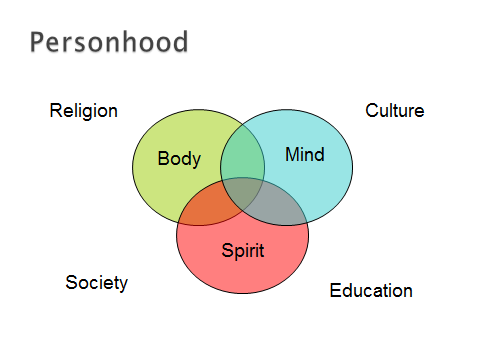 Personhood
Religion
Culture
Body
Mind
Spirit
Society
Education